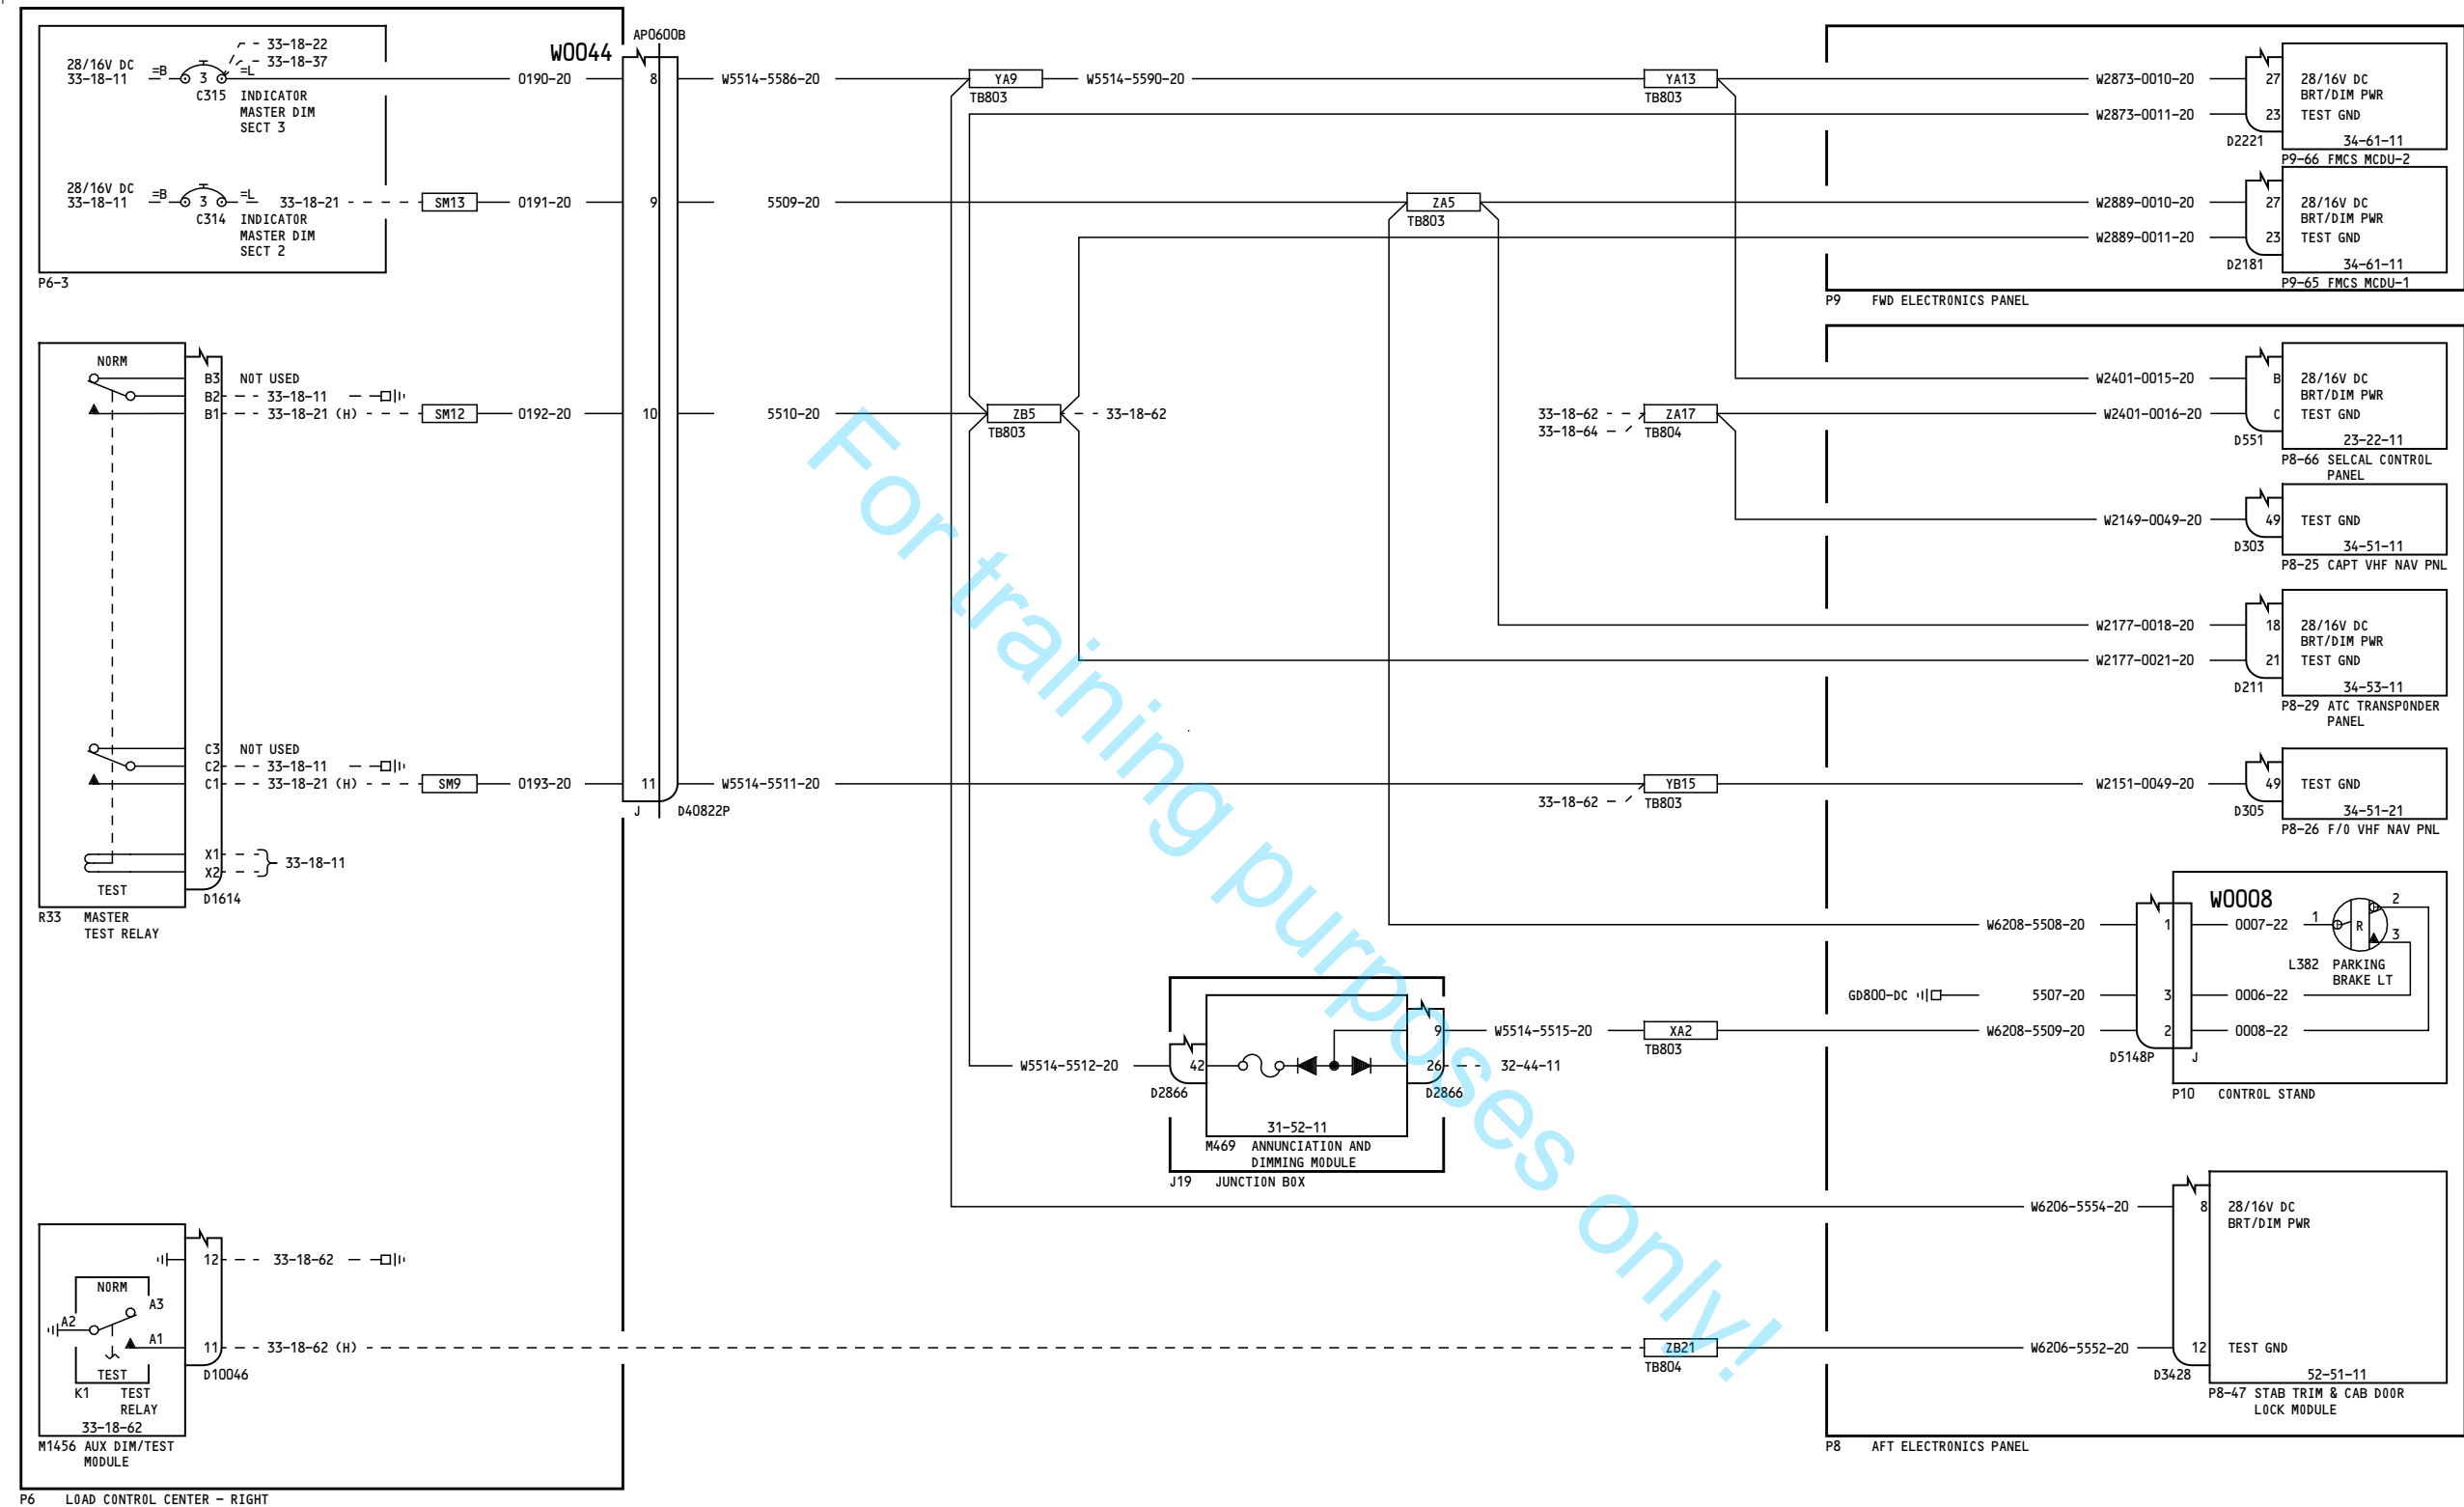 P6-3
28/16V DC
33-18-11
=B
3
=L
33-18-22
33-18-37
C315 INDICATOR
MASTER DIM
SECT 3
0190-20
28/16V DC
33-18-11
=B
3
=L
33-18-21
SM13
0191-20
C314 INDICATOR
MASTER DIM
SECT 2
W0044
AP0600B
8
9
10
11
J
D40822P
NORM
B3 NOT USED
B2 33-18-11
B1 33-18-21 (H)
SM12
0192-20
C3 NOT USED
C2 33-18-11
C1 33-18-21 (H)
SM9
0193-20
X1
X2
33-18-11
TEST
D1614
R33 MASTER
TEST RELAY
12
33-18-62
NORM
A3
A2
A1
11
33-18-62 (H)
TEST
D10046
K1 TEST
RELAY
33-18-62
M1456 AUX DIM/TEST
MODULE
P6 LOAD CONTROL CENTER - RIGHT
W5514-5586-20
YA9
TB803
W5514-5590-20
YA13
TB803
5509-20
ZA5
TB803
5510-20
ZB5
TB803
33-18-62
33-18-62
33-18-64
ZA17
TB804
W5514-5511-20
33-18-62
YB15
TB803
W5514-5512-20
42
D2866
9
26
D2866
31-52-11
M469 ANNUNCIATION AND
DIMMING MODULE
J19 JUNCTION BOX
W5514-5515-20
32-44-11
XA2
TB803
ZB21
TB804
W2873-0010-20
27
28/16V DC
BRT/DIM PWR
W2873-0011-20
23
TEST GND
D2221
34-61-11
P9-66 FMCS MCDU-2
W2889-0010-20
27
28/16V DC
BRT/DIM PWR
W2889-0011-20
23
TEST GND
D2181
34-61-11
P9-65 FMCS MCDU-1
P9 FWD ELECTRONICS PANEL
W2401-0015-20
B
28/16V DC
BRT/DIM PWR
W2401-0016-20
C
TEST GND
D551
23-22-11
P8-66 SELCAL CONTROL
PANEL
W2149-0049-20
49
TEST GND
D303
34-51-11
P8-25 CAPT VHF NAV PNL
W2177-0018-20
18
28/16V DC
BRT/DIM PWR
W2177-0021-20
21
TEST GND
D211
34-53-11
P8-29 ATC TRANSPONDER
PANEL
W2151-0049-20
49
TEST GND
D305
34-51-21
P8-26 F/O VHF NAV PNL
W6208-5508-20
1
W0008
0007-22
1
R
2
3
L382 PARKING
BRAKE LT
GD800-DC
5507-20
3
0006-22
W6208-5509-20
2
0008-22
D5148P
J
P10 CONTROL STAND
W6206-5554-20
8
28/16V DC
BRT/DIM PWR
W6206-5552-20
12
TEST GND
D3428
52-51-11
P8-47 STAB TRIM & CAB DOOR
LOCK MODULE
P8 AFT ELECTRONICS PANEL
For training purposes only!